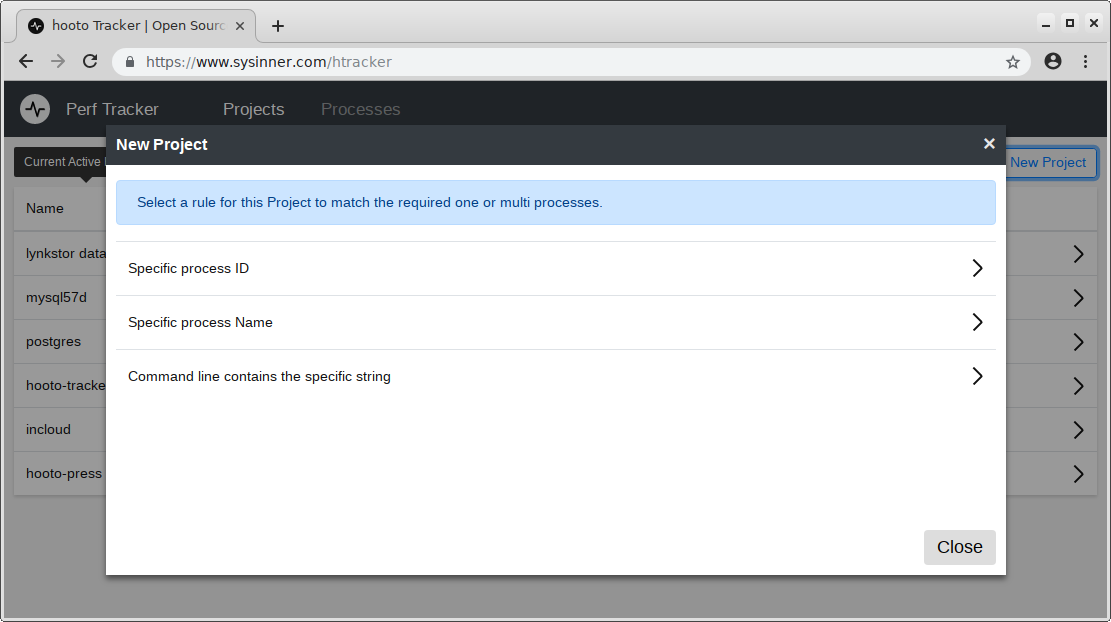 hooto Tracker | Open Sourc
https://www.sysinner.com/htracker
Perf Tracker Projects Processes
New Project ×
Current Active
New Project
Select a rule for this Project to match the required one or multi processes.
Name
lynkstor data
Specific process ID
mysql57d
Specific process Name
postgres
Command line contains the specific string
hooto-tracke
incloud
hooto-press
Close